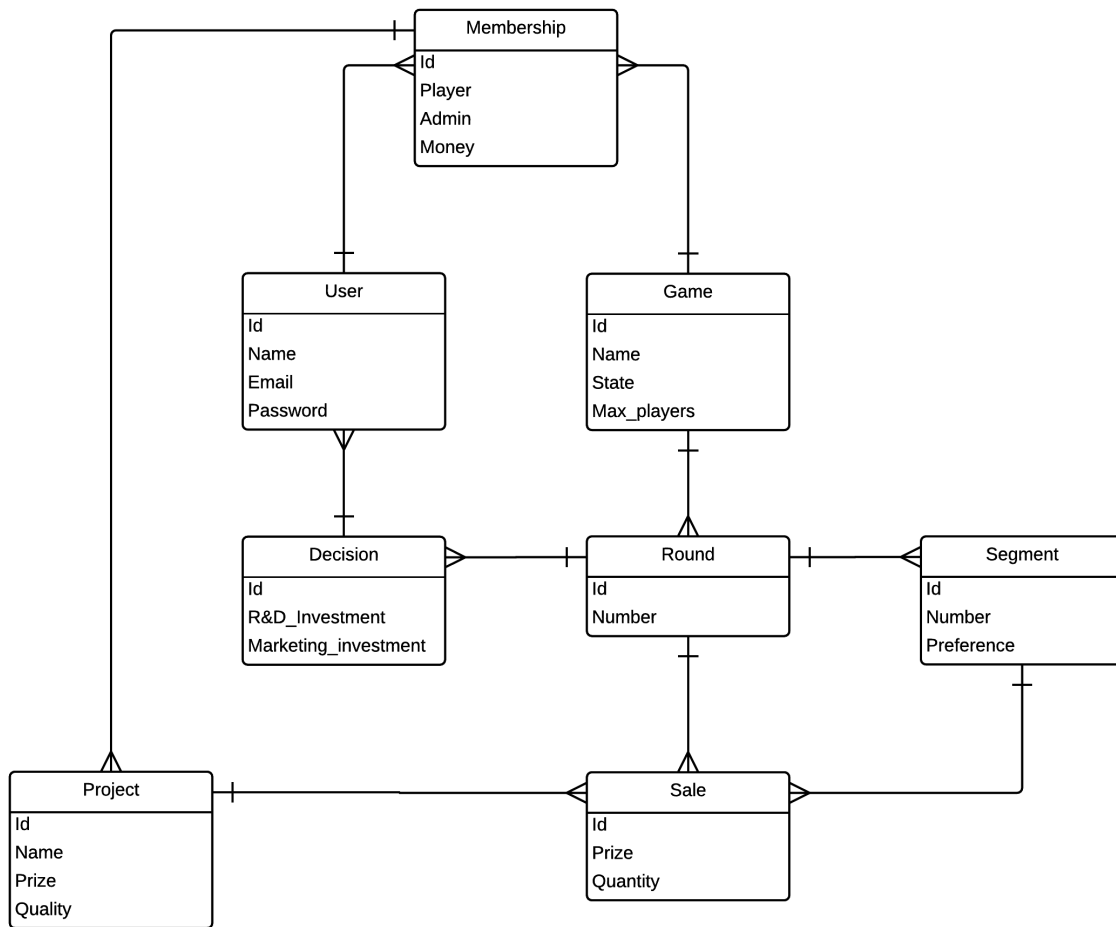 Membership
Id
Player
Admin
Money
User
Id
Name
Email
Password
Game
Id
Name
State
Max_players
Decision
Id
R&D_Investment
Marketing_investment
Round
Id
Number
Segment
Id
Number
Preference
Project
Id
Name
Prize
Quality
Sale
Id
Prize
Quantity